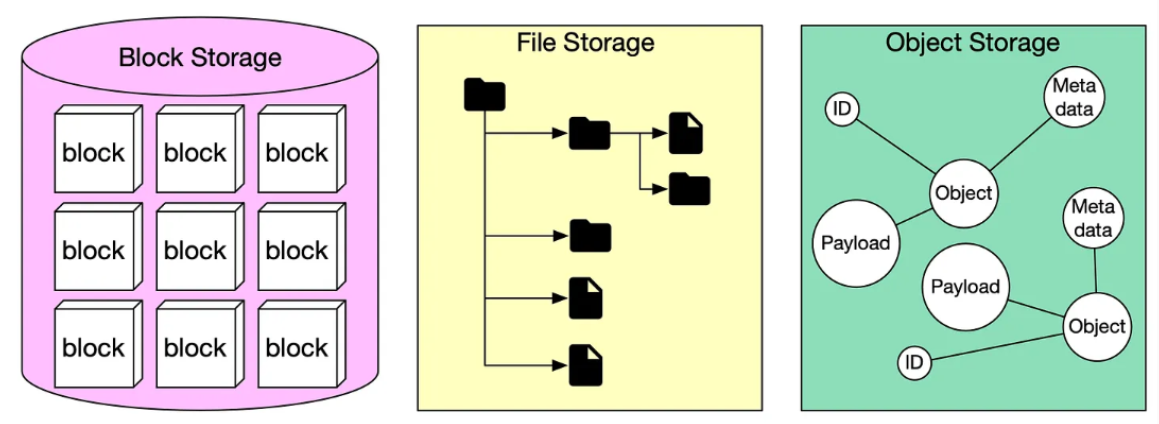 Block Storage
block
block
block
block
block
block
block
block
block
File Storage
Object Storage
ID
Meta
data
Object
Payload
Meta
data
Payload
Object
ID